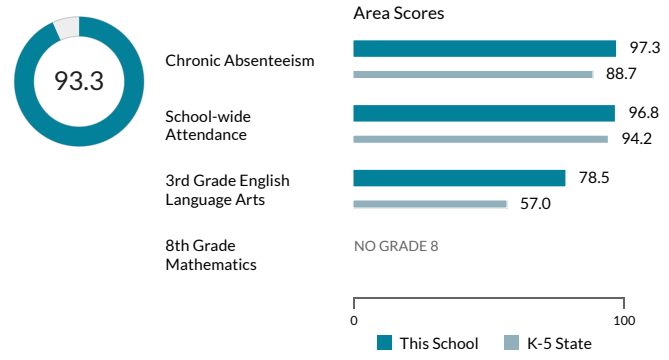 Area Scores
93.3
Chronic Absenteeism
97.3
88.7
School-wide
Attendance
96.8
94.2
3rd Grade English
Language Arts
78.5
57.0
8th Grade
Mathematics
NO GRADE 8
0
100
This School
K-5 State